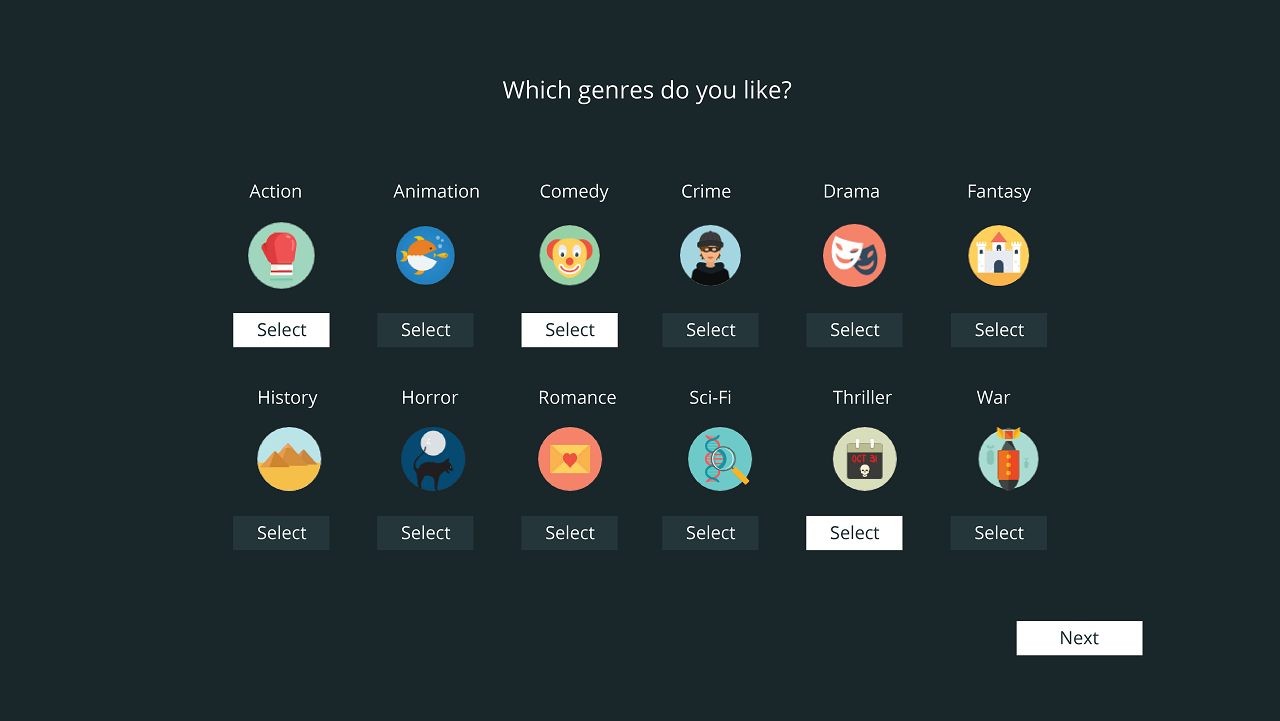 Which genres do you like?
Action Animation Comedy Crime Drama Fantasy
Select Select Select Select Select Select
History Horror Romance Sci-Fi Thriller War
OCT 31
Select Select Select Select Select Select
Next